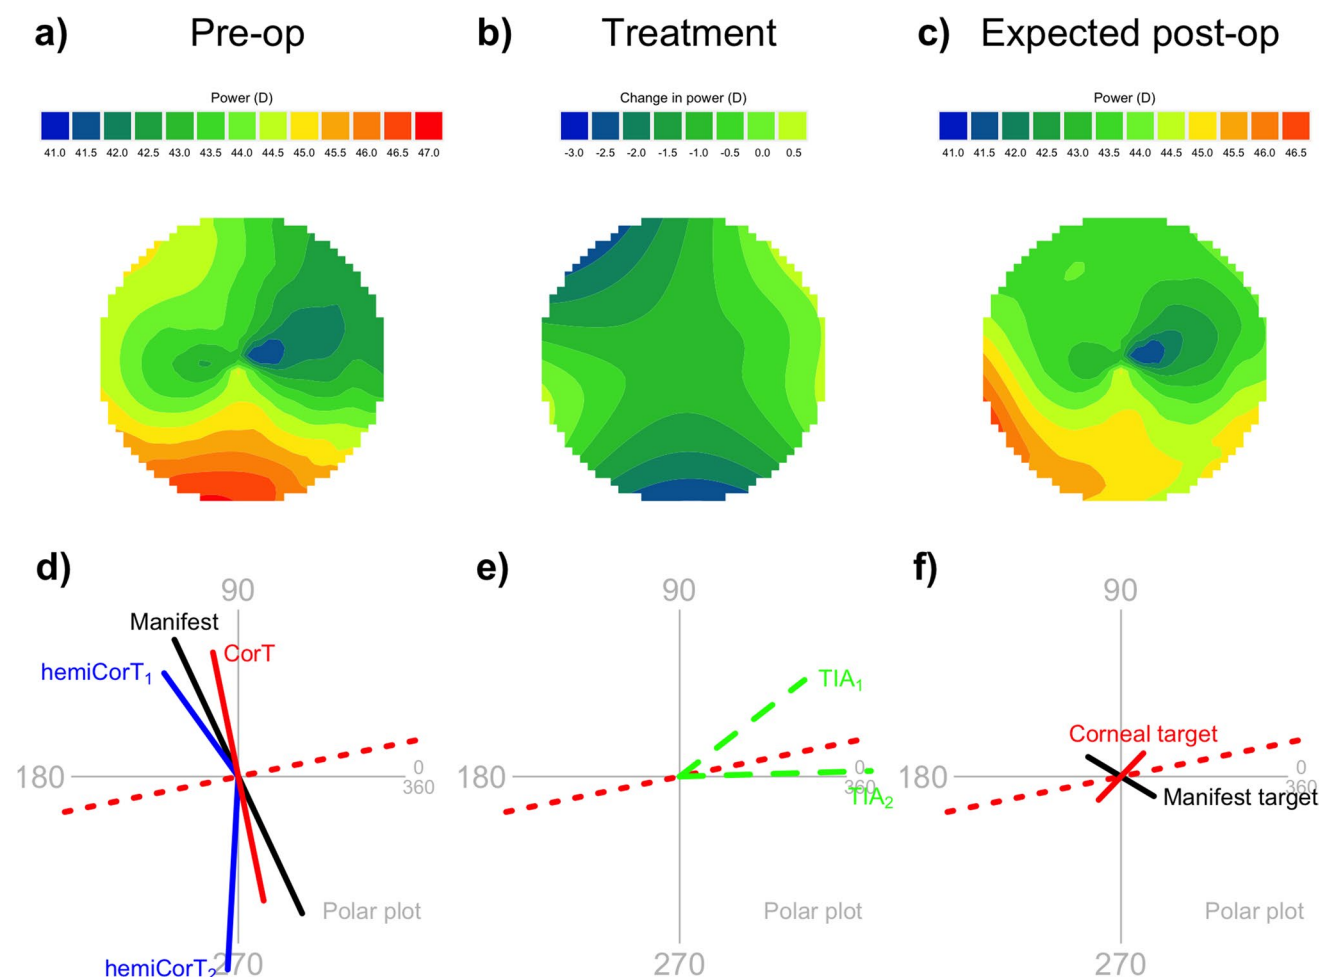 a) Pre-op
b) Treatment
c) Expected post-op
Power (D)
41.0 41.5 42.0 42.5 43.0 43.5 44.0 44.5 45.0 45.5 46.0 46.5 47.0
Change in power (D)
-3.0 -2.5 -2.0 -1.5 -1.0 -0.5 0.0 0.5
Power (D)
41.0 41.5 42.0 42.5 43.0 43.5 44.0 44.5 45.0 45.5 46.0 46.5
d)
90
Manifest
CorT
hemiCorT1
180
0
360
Polar plot
hemiCorT2
270
e)
90
TIA1
180
0
360
TIA2
Polar plot
270
f)
90
Corneal target
180
0
360
Manifest target
Polar plot
270